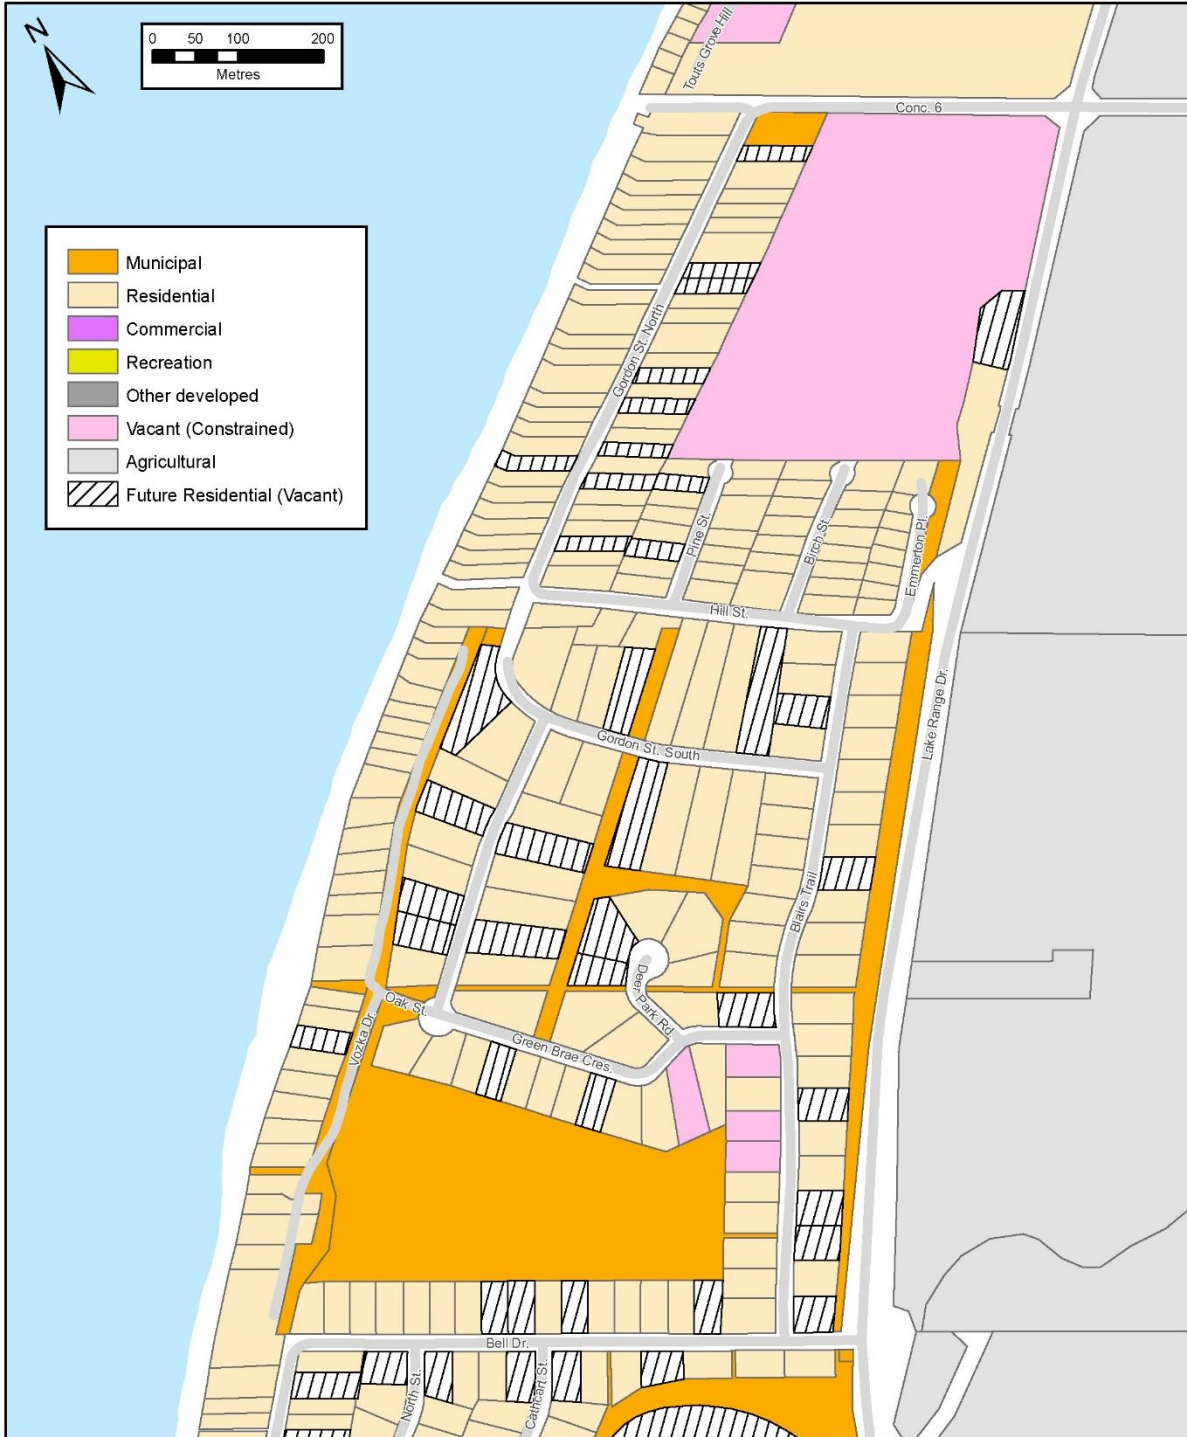 N
0 50 100 200
Metres
Touts Grove Hill
Conc. 6
Municipal
Residential
Commercial
Recreation
Other developed
Vacant (Constrained)
Agricultural
Future Residential (Vacant)
Gordon St. North
Pine St.
Birch St.
Emmerton Pl.
Hill St.
Lake Range Dr.
Gordon St. South
Blairs Trail
Deer Park Rd.
Oak St.
Vozka Dr.
Green Brae Cres.
Bell Dr.
North St.
Cathcart St.